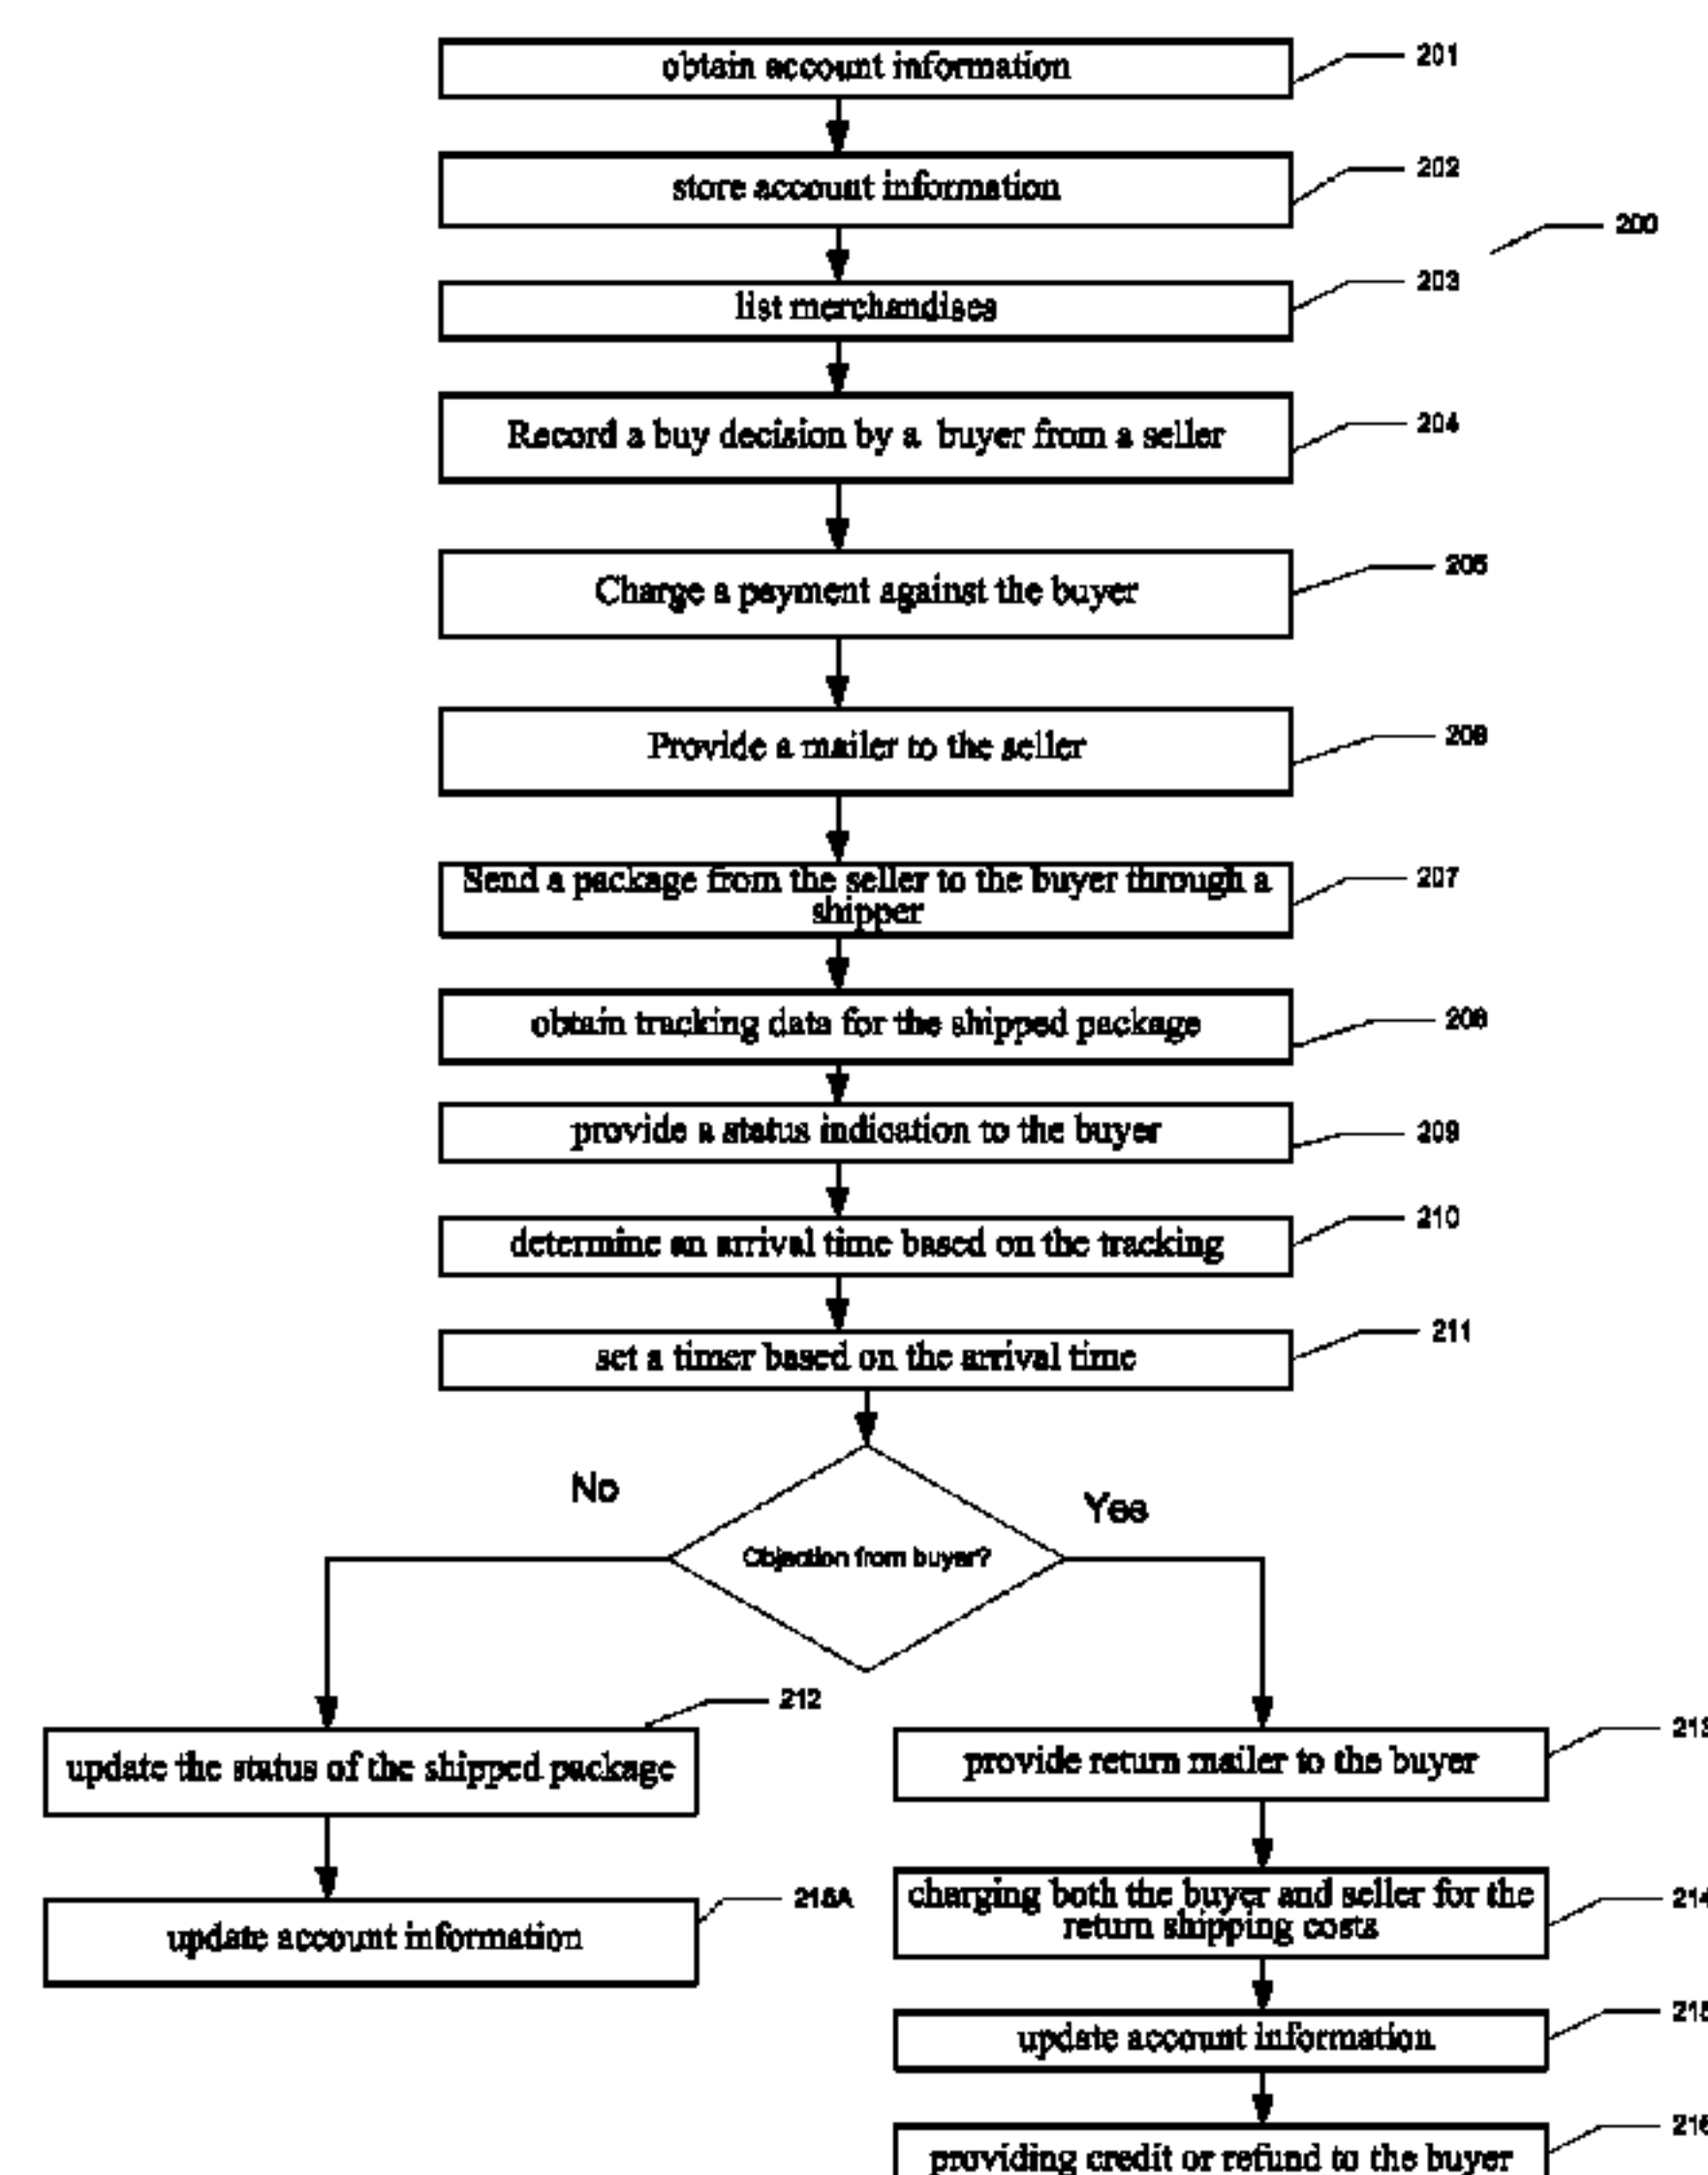 obtain account information
201
store account information
202
200
list merchandises
203
Record a buy decision by a buyer from a seller
204
Charge a payment against the buyer
205
Provide a mailer to the seller
Send a package from the seller to the buyer through a
shipper
207
obtain tracking data for the shipped package
provide a status indication to the buyer
209
determine an arrival time based on the tracking
210
set a timer based on the arrival time
211
No
Yes
Objection from buyer?
212
update the status of the shipped package
provide return mailer to the buyer
213
charging both the buyer and seller for the
return shipping costs
214
update account information
215A
update account information
215
providing credit or refund to the buyer
216